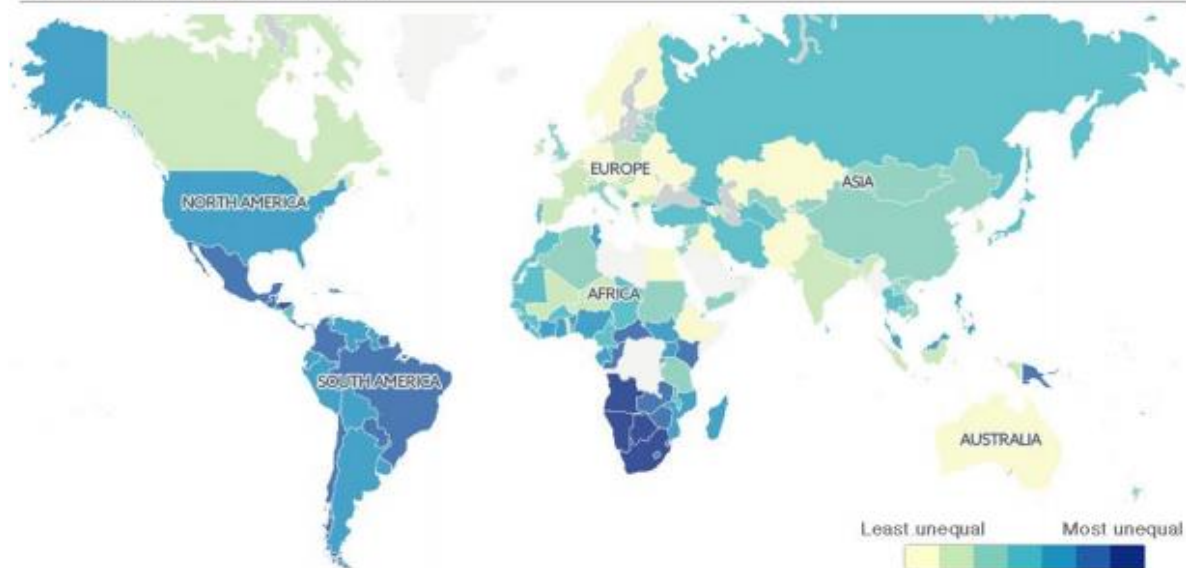 EUROPE
ASIA
NORTH AMERICA
AFRICA
SOUTH AMERICA
AUSTRALIA
Least unequal Most unequal